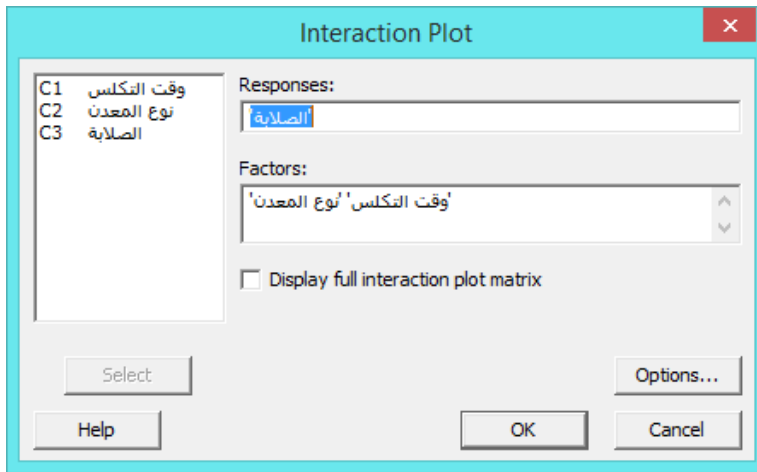 Interaction Plot
C1 وقت التكلس
C2 نوع المعدن
C3 الصلابة
Responses:
'الصلابة'
Factors:
'وقت التكلس' 'نوع المعدن'
Display full interaction plot matrix
Select
Options...
Help
OK
Cancel